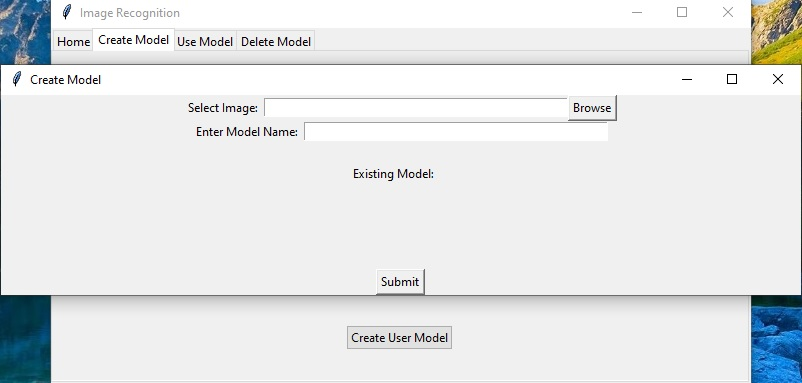 Image Recognition
Home Create Model Use Model Delete Model
Create Model
Select Image: Browse
Enter Model Name:
Existing Model:
Submit
Create User Model